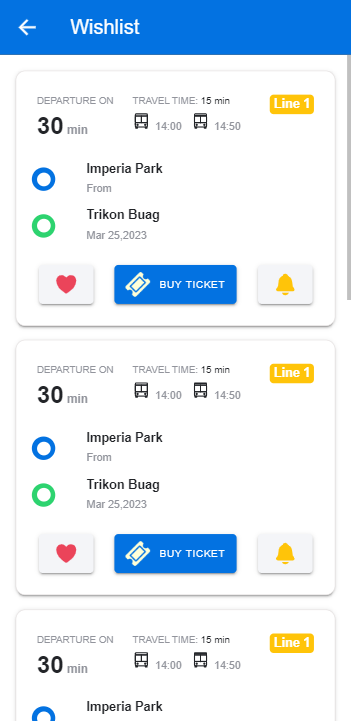 Wishlist
DEPARTURE ON
TRAVEL TIME: 15 min
Line 1
30 min
14:00
14:50
Imperia Park
From
Trikon Buag
Mar 25,2023
BUY TICKET
DEPARTURE ON
TRAVEL TIME: 15 min
Line 1
30 min
14:00
14:50
Imperia Park
From
Trikon Buag
Mar 25,2023
BUY TICKET
DEPARTURE ON
TRAVEL TIME: 15 min
Line 1
30 min
14:00
14:50
Imperia Park